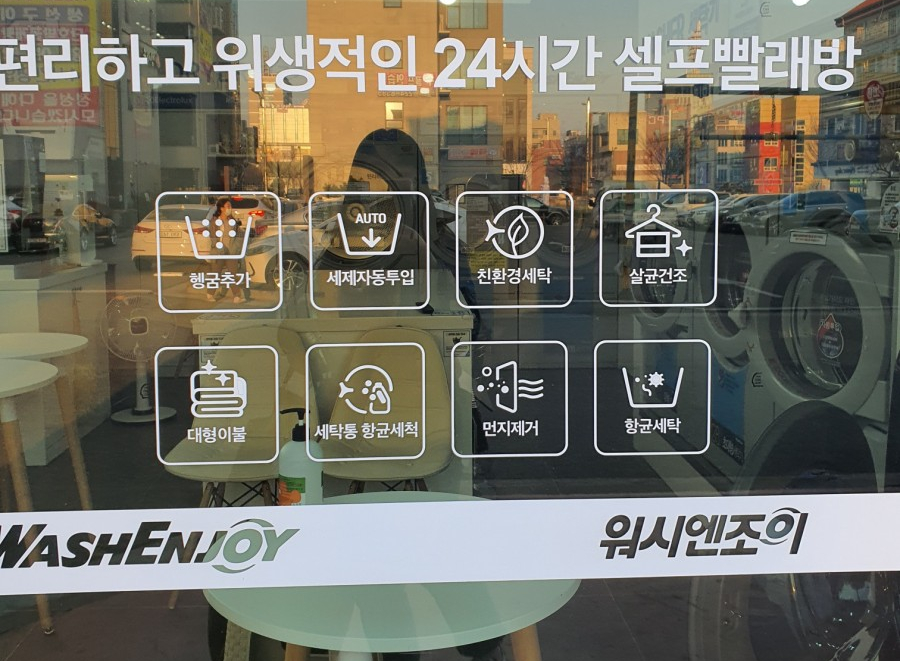 편리하고 위생적인 24시간 셀프빨래방
헹굼추가
AUTO
세제자동투입
친환경세탁
살균건조
대형이불
세탁통 항균세척
먼지제거
항균세탁
WASHENJOY
워시엔조이